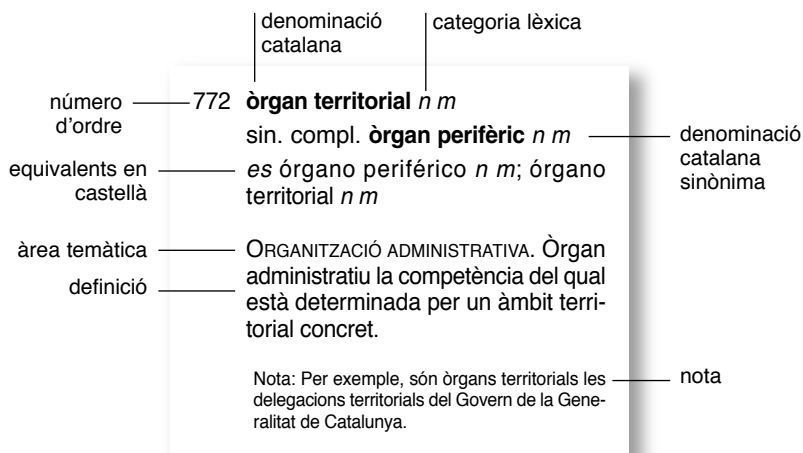 denominació
catalana
categoria lèxica
número
d'ordre
772 òrgan territorial n m
sin. compl. òrgan perifèric n m
denominació
catalana
sinònima
equivalents en
castellà
es órgano periférico n m; órgano
territorial n m
àrea temàtica
ORGANITZACIÓ ADMINISTRATIVA. Òrgan
definició
administratiu la competència del qual
està determinada per un àmbit terri-
torial concret.
Nota: Per exemple, són òrgans territorials les
delegacions territorials del Govern de la Gene-
ralitat de Catalunya.
nota